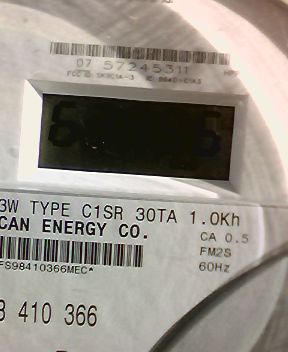 07 57245311
3W TYPE C1SR 30TA 1.0Kh
CAN ENERGY CO.
CA 0.5
FM2S
60Hz
FS98410366MEC*
8 410 366